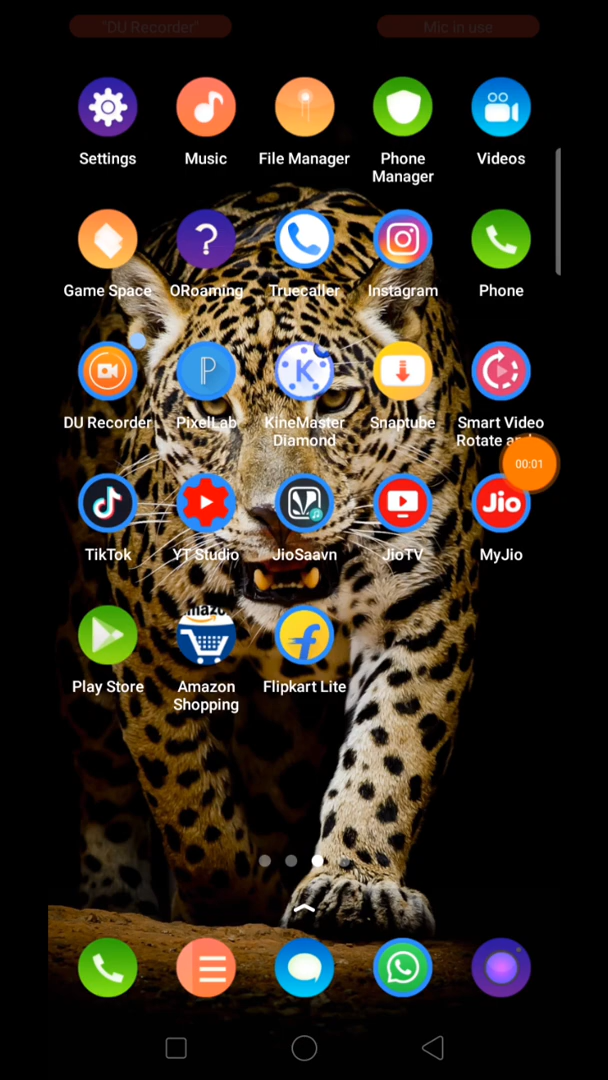 "DU Recorder"
Mic in use
Settings
Music
File Manager
Phone
Manager
Videos
Game Space
ORoaming
Truecaller
Instagram
Phone
DU Recorder
PixelLab
KineMaster
Diamond
Snaptube
Smart Video
Rotate
00:01
TikTok
YT Studio
JioSaavn
JioTV
Jio
MyJio
Play Store
amazo
Amazon
Shopping
Flipkart Lite